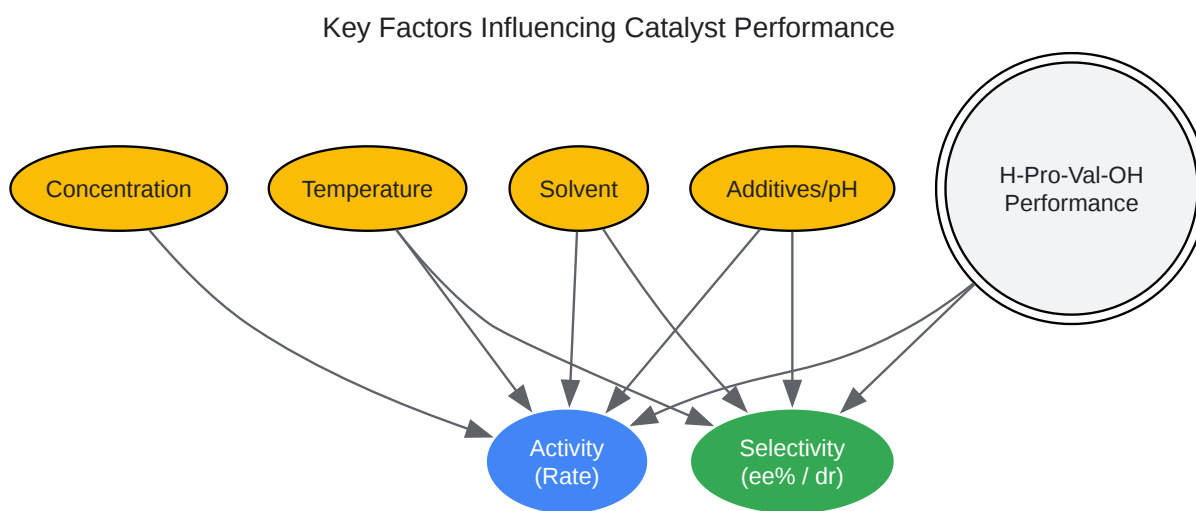 Key Factors Influencing Catalyst Performance
Concentration
Temperature
Solvent
Additives/pH
H-Pro-Val-OH
Performance
Activity
(Rate)
Selectivity
(ee% / dr)